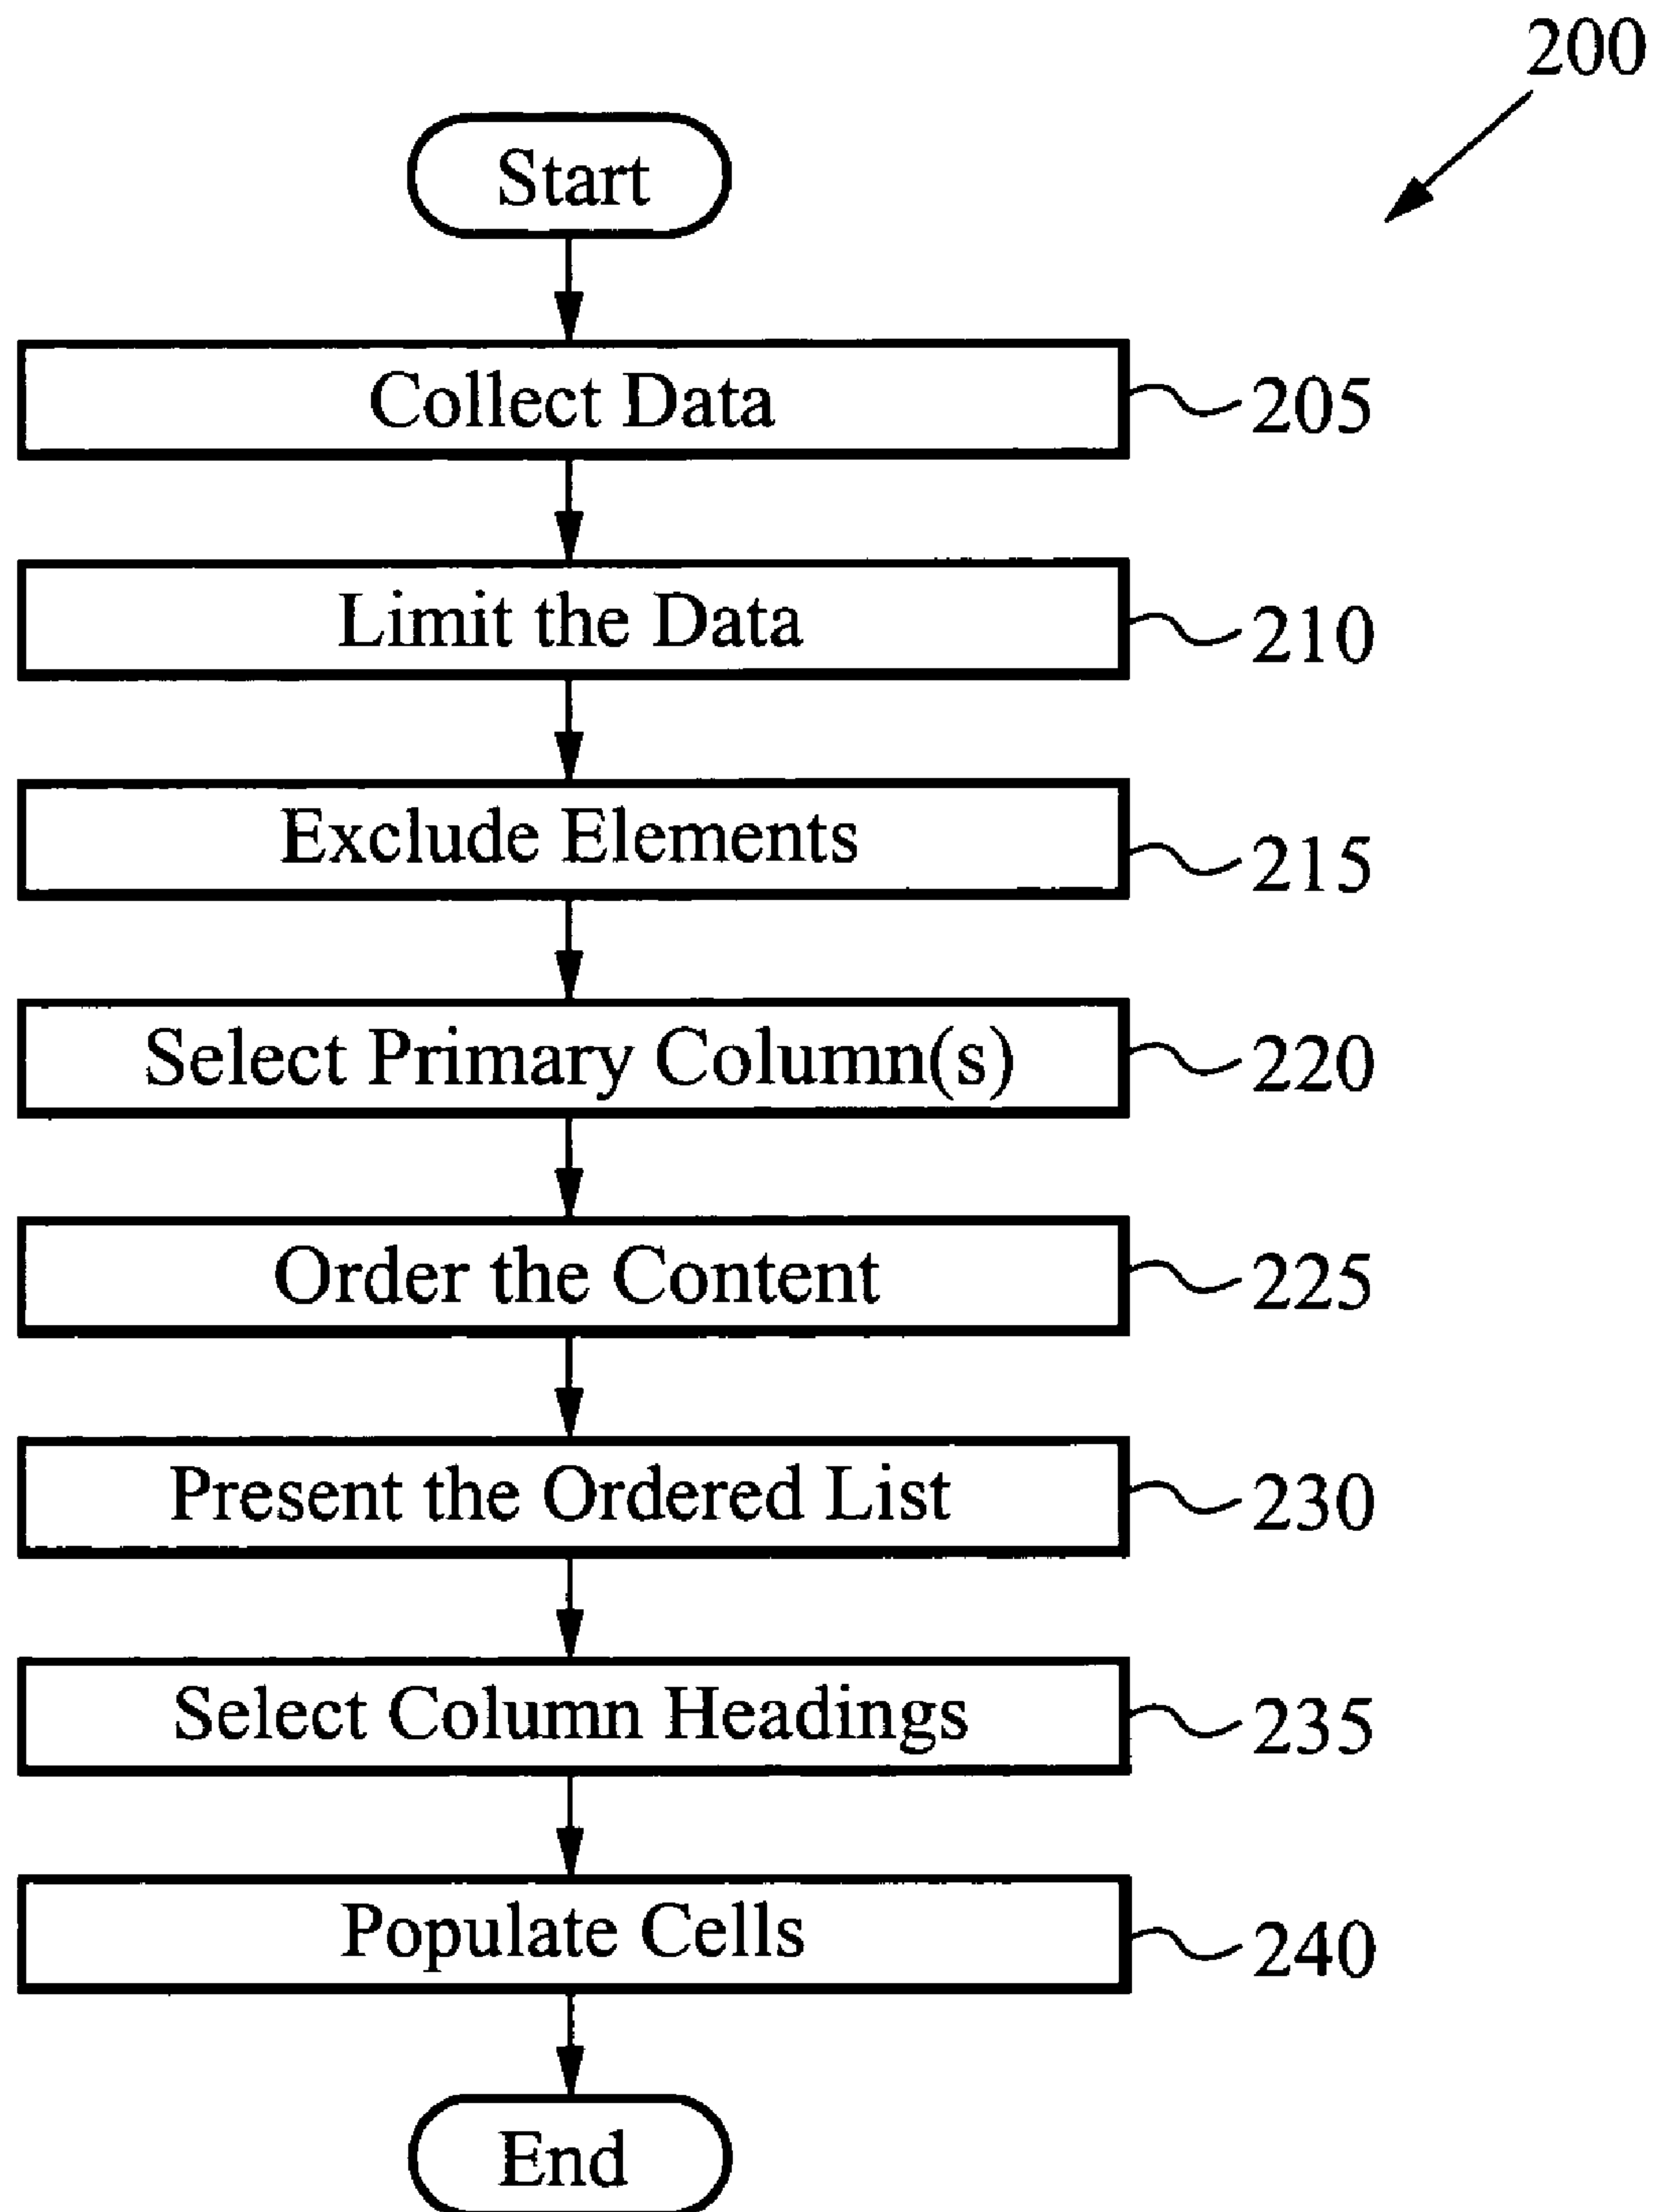 200
Start
Collect Data
205
Limit the Data
210
Exclude Elements
215
Select Primary Column(s)
220
Order the Content
225
Present the Ordered List
230
Select Column Headings
235
Populate Cells
240
End